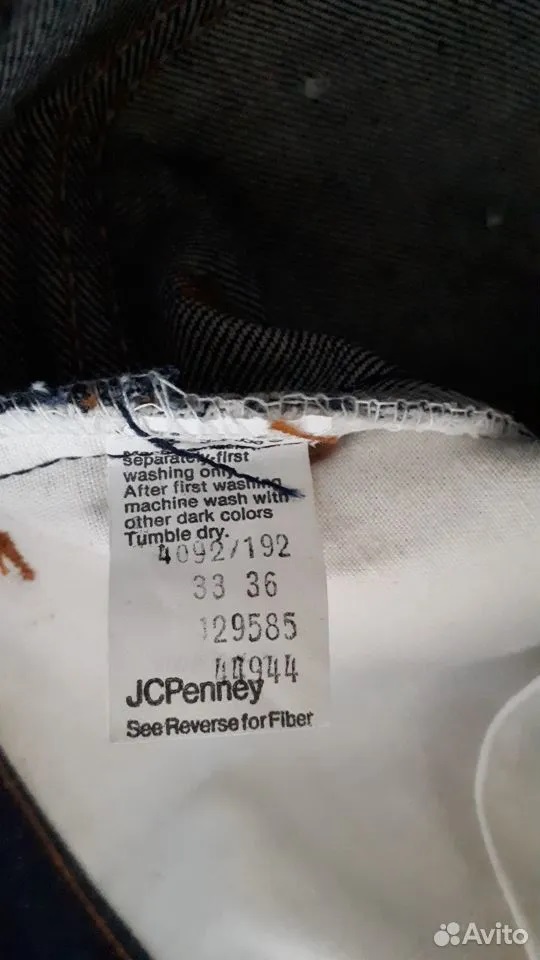 separately first
washing only.
After first washing
machine wash with
other dark colors
Tumble dry.
4092/192
33 36
129585
44944
JCPenney
See Reverse for Fiber
Avito